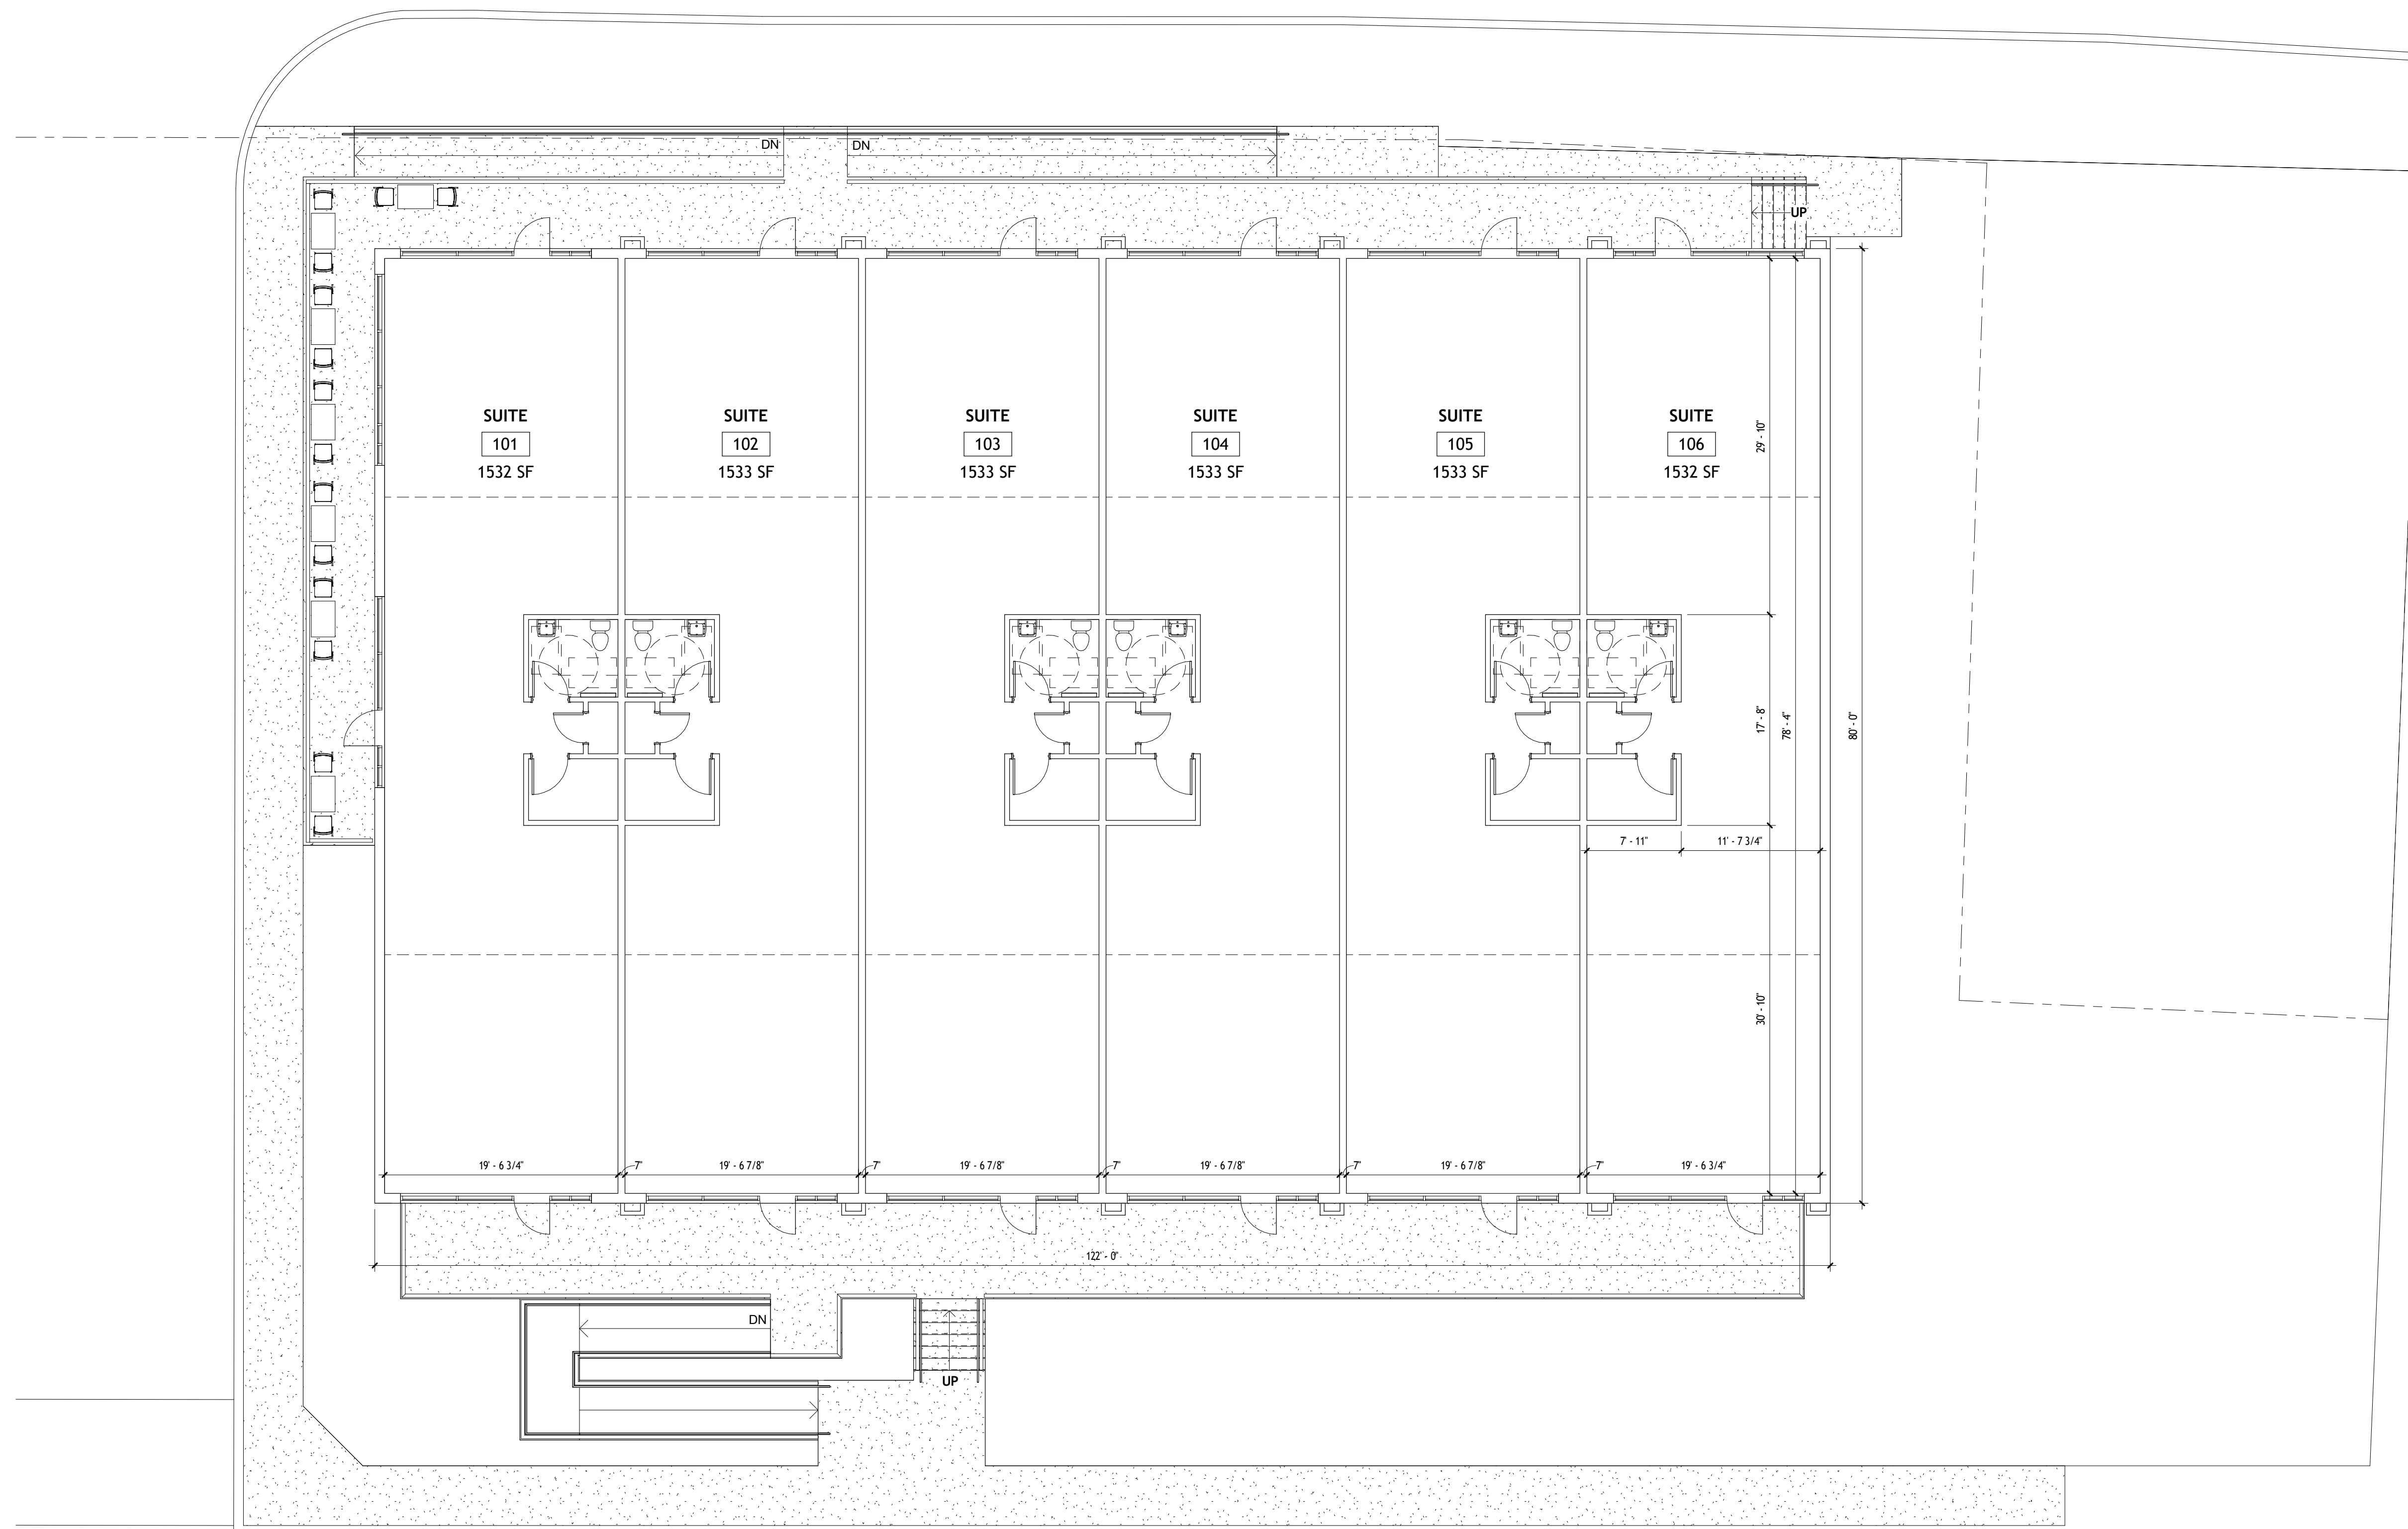 DN
DN
UP
SUITE
101
1532 SF
SUITE
102
1533 SF
SUITE
103
1533 SF
SUITE
104
1533 SF
SUITE
105
1533 SF
SUITE
106
1532 SF
29' - 10"
17' - 8"
78' - 4"
80' - 0"
7' - 11"
11' - 7 3/4"
30' - 10"
19' - 6 3/4"
7"
19' - 6 7/8"
7"
19' - 6 7/8"
7"
19' - 6 7/8"
7"
19' - 6 7/8"
7"
19' - 6 3/4"
122' - 0"
DN
UP